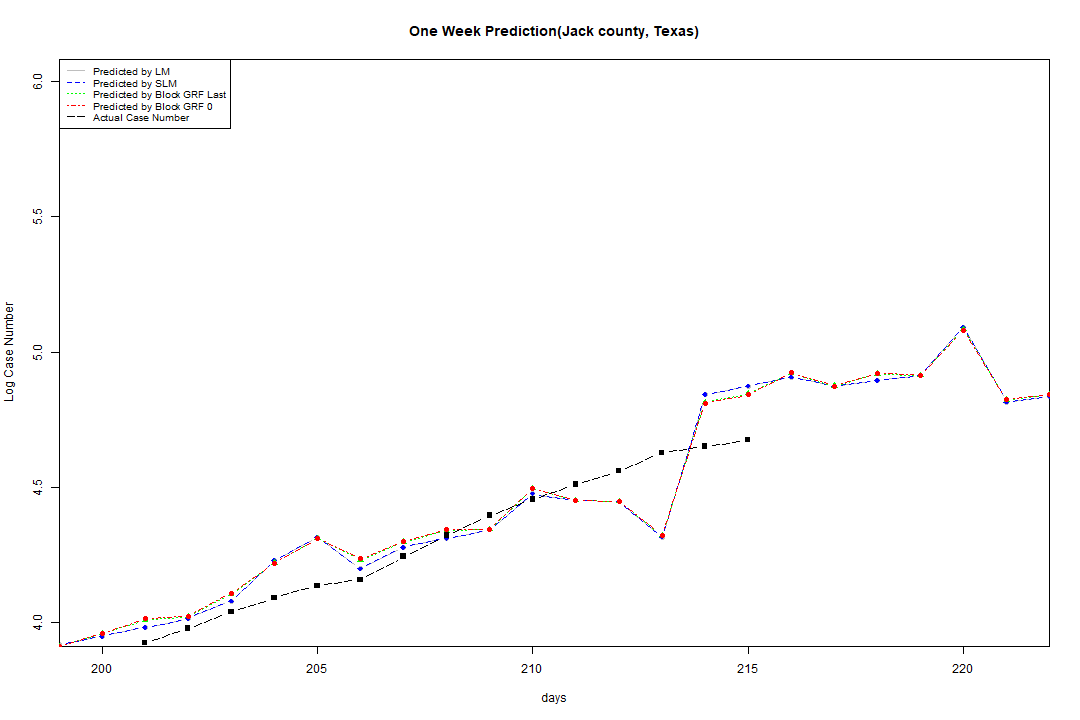 One Week Prediction(Jack county, Texas)
Predicted by LM
Predicted by SLM
Predicted by Block GRF Last
Predicted by Block GRF 0
Actual Case Number
Log Case Number
6.0
5.5
5.0
4.5
4.0
200 205 210 215 220
days